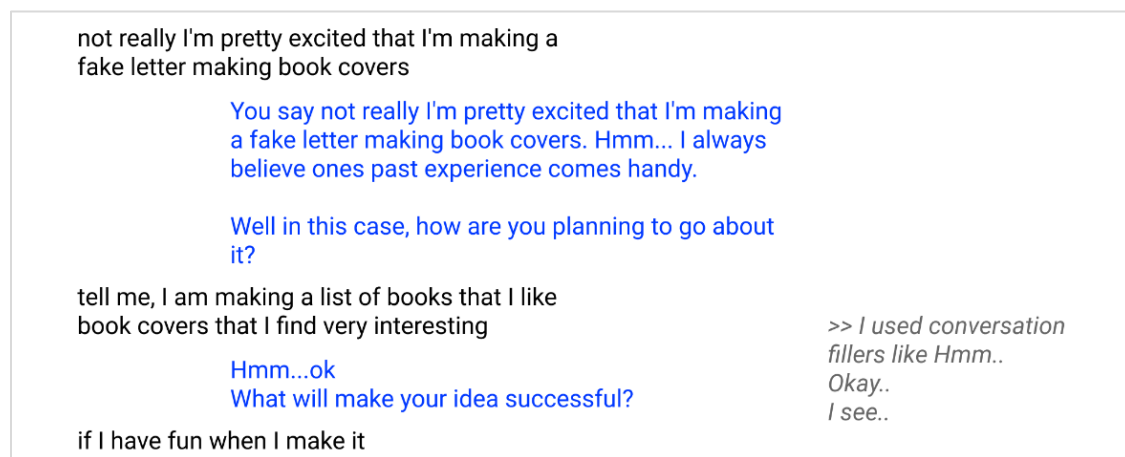 not really I'm pretty excited that I'm making a
fake letter making book covers
You say not really I'm pretty excited that I'm making
a fake letter making book covers. Hmm... I always
believe ones past experience comes handy.
Well in this case, how are you planning to go about
it?
tell me, I am making a list of books that I like
book covers that I find very interesting
>> I used conversation
fillers like Hmm..
Okay..
I see..
Hmm...ok
What will make your idea successful?
if I have fun when I make it